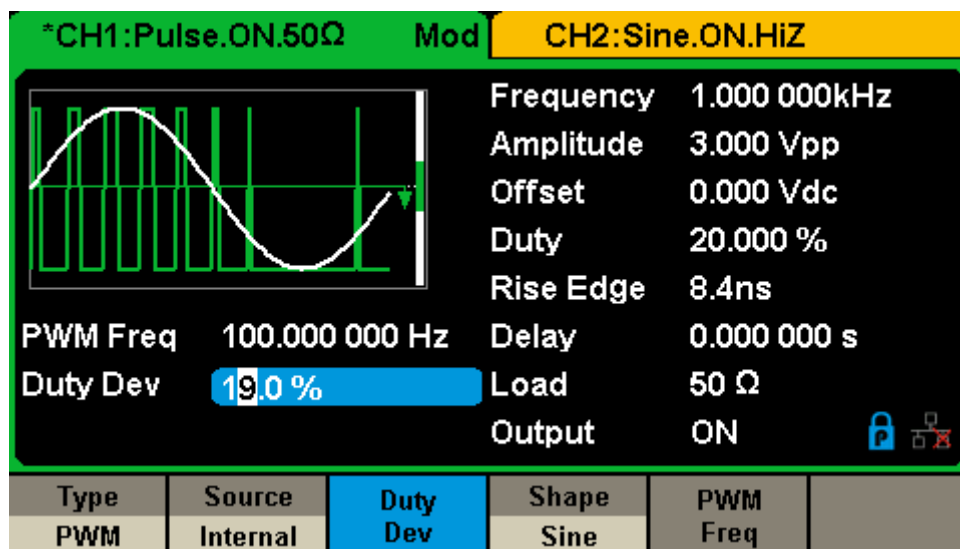 *CH1:Pulse.ON.50Ω Mod
CH2:Sine.ON.HiZ
Frequency 1.000 000kHz
Amplitude 3.000 Vpp
Offset 0.000 Vdc
Duty 20.000 %
Rise Edge 8.4ns
PWM Freq 100.000 000 Hz
Delay 0.000 000 s
Duty Dev 19.0 %
Load 50 Ω
Output ON
P
Type PWM
Source Internal
Duty Dev
Shape Sine
PWM Freq